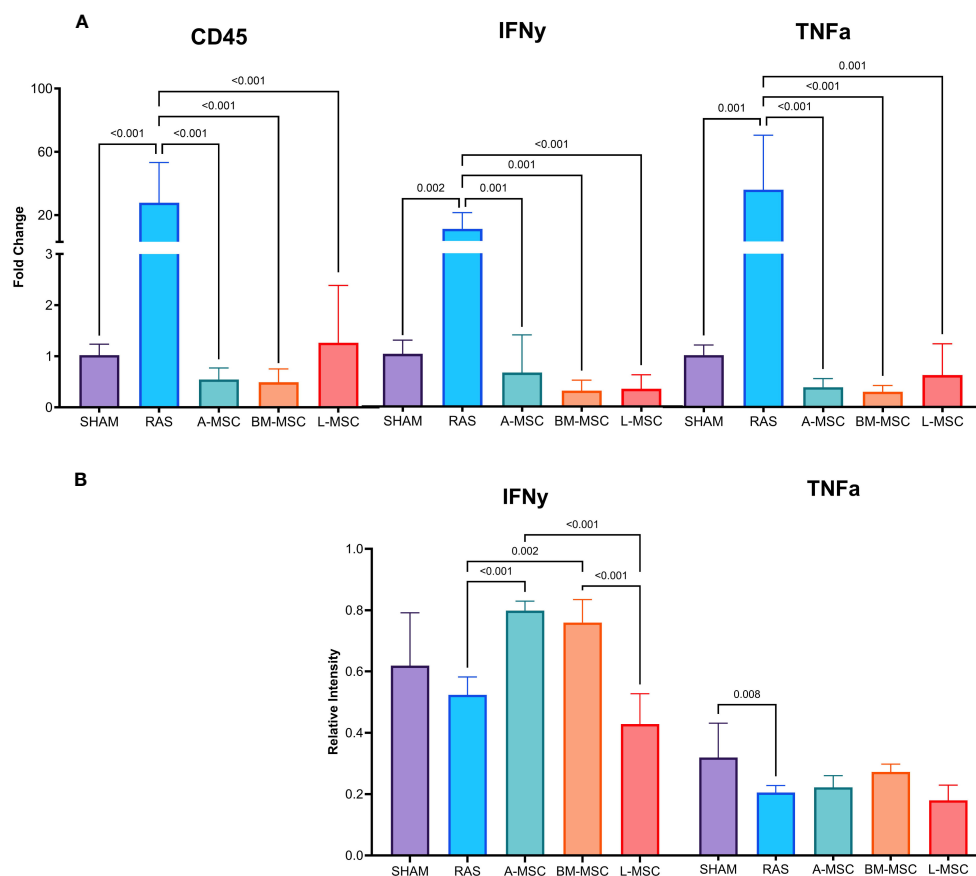 A
CD45
IFNy
TNFa
Fold Change
100
60
20
3
2
1
0
<0.001
<0.001
<0.001
<0.001
0.002
0.001
0.001
<0.001
0.001
<0.001
<0.001
0.001
SHAM RAS A-MSC BM-MSC L-MSC
SHAM RAS A-MSC BM-MSC L-MSC
SHAM RAS A-MSC BM-MSC L-MSC
B
IFNy
TNFa
Relative Intensity
1.0
0.8
0.6
0.4
0.2
0.0
<0.001
0.002
<0.001
<0.001
0.008
SHAM RAS A-MSC BM-MSC L-MSC
SHAM RAS A-MSC BM-MSC L-MSC